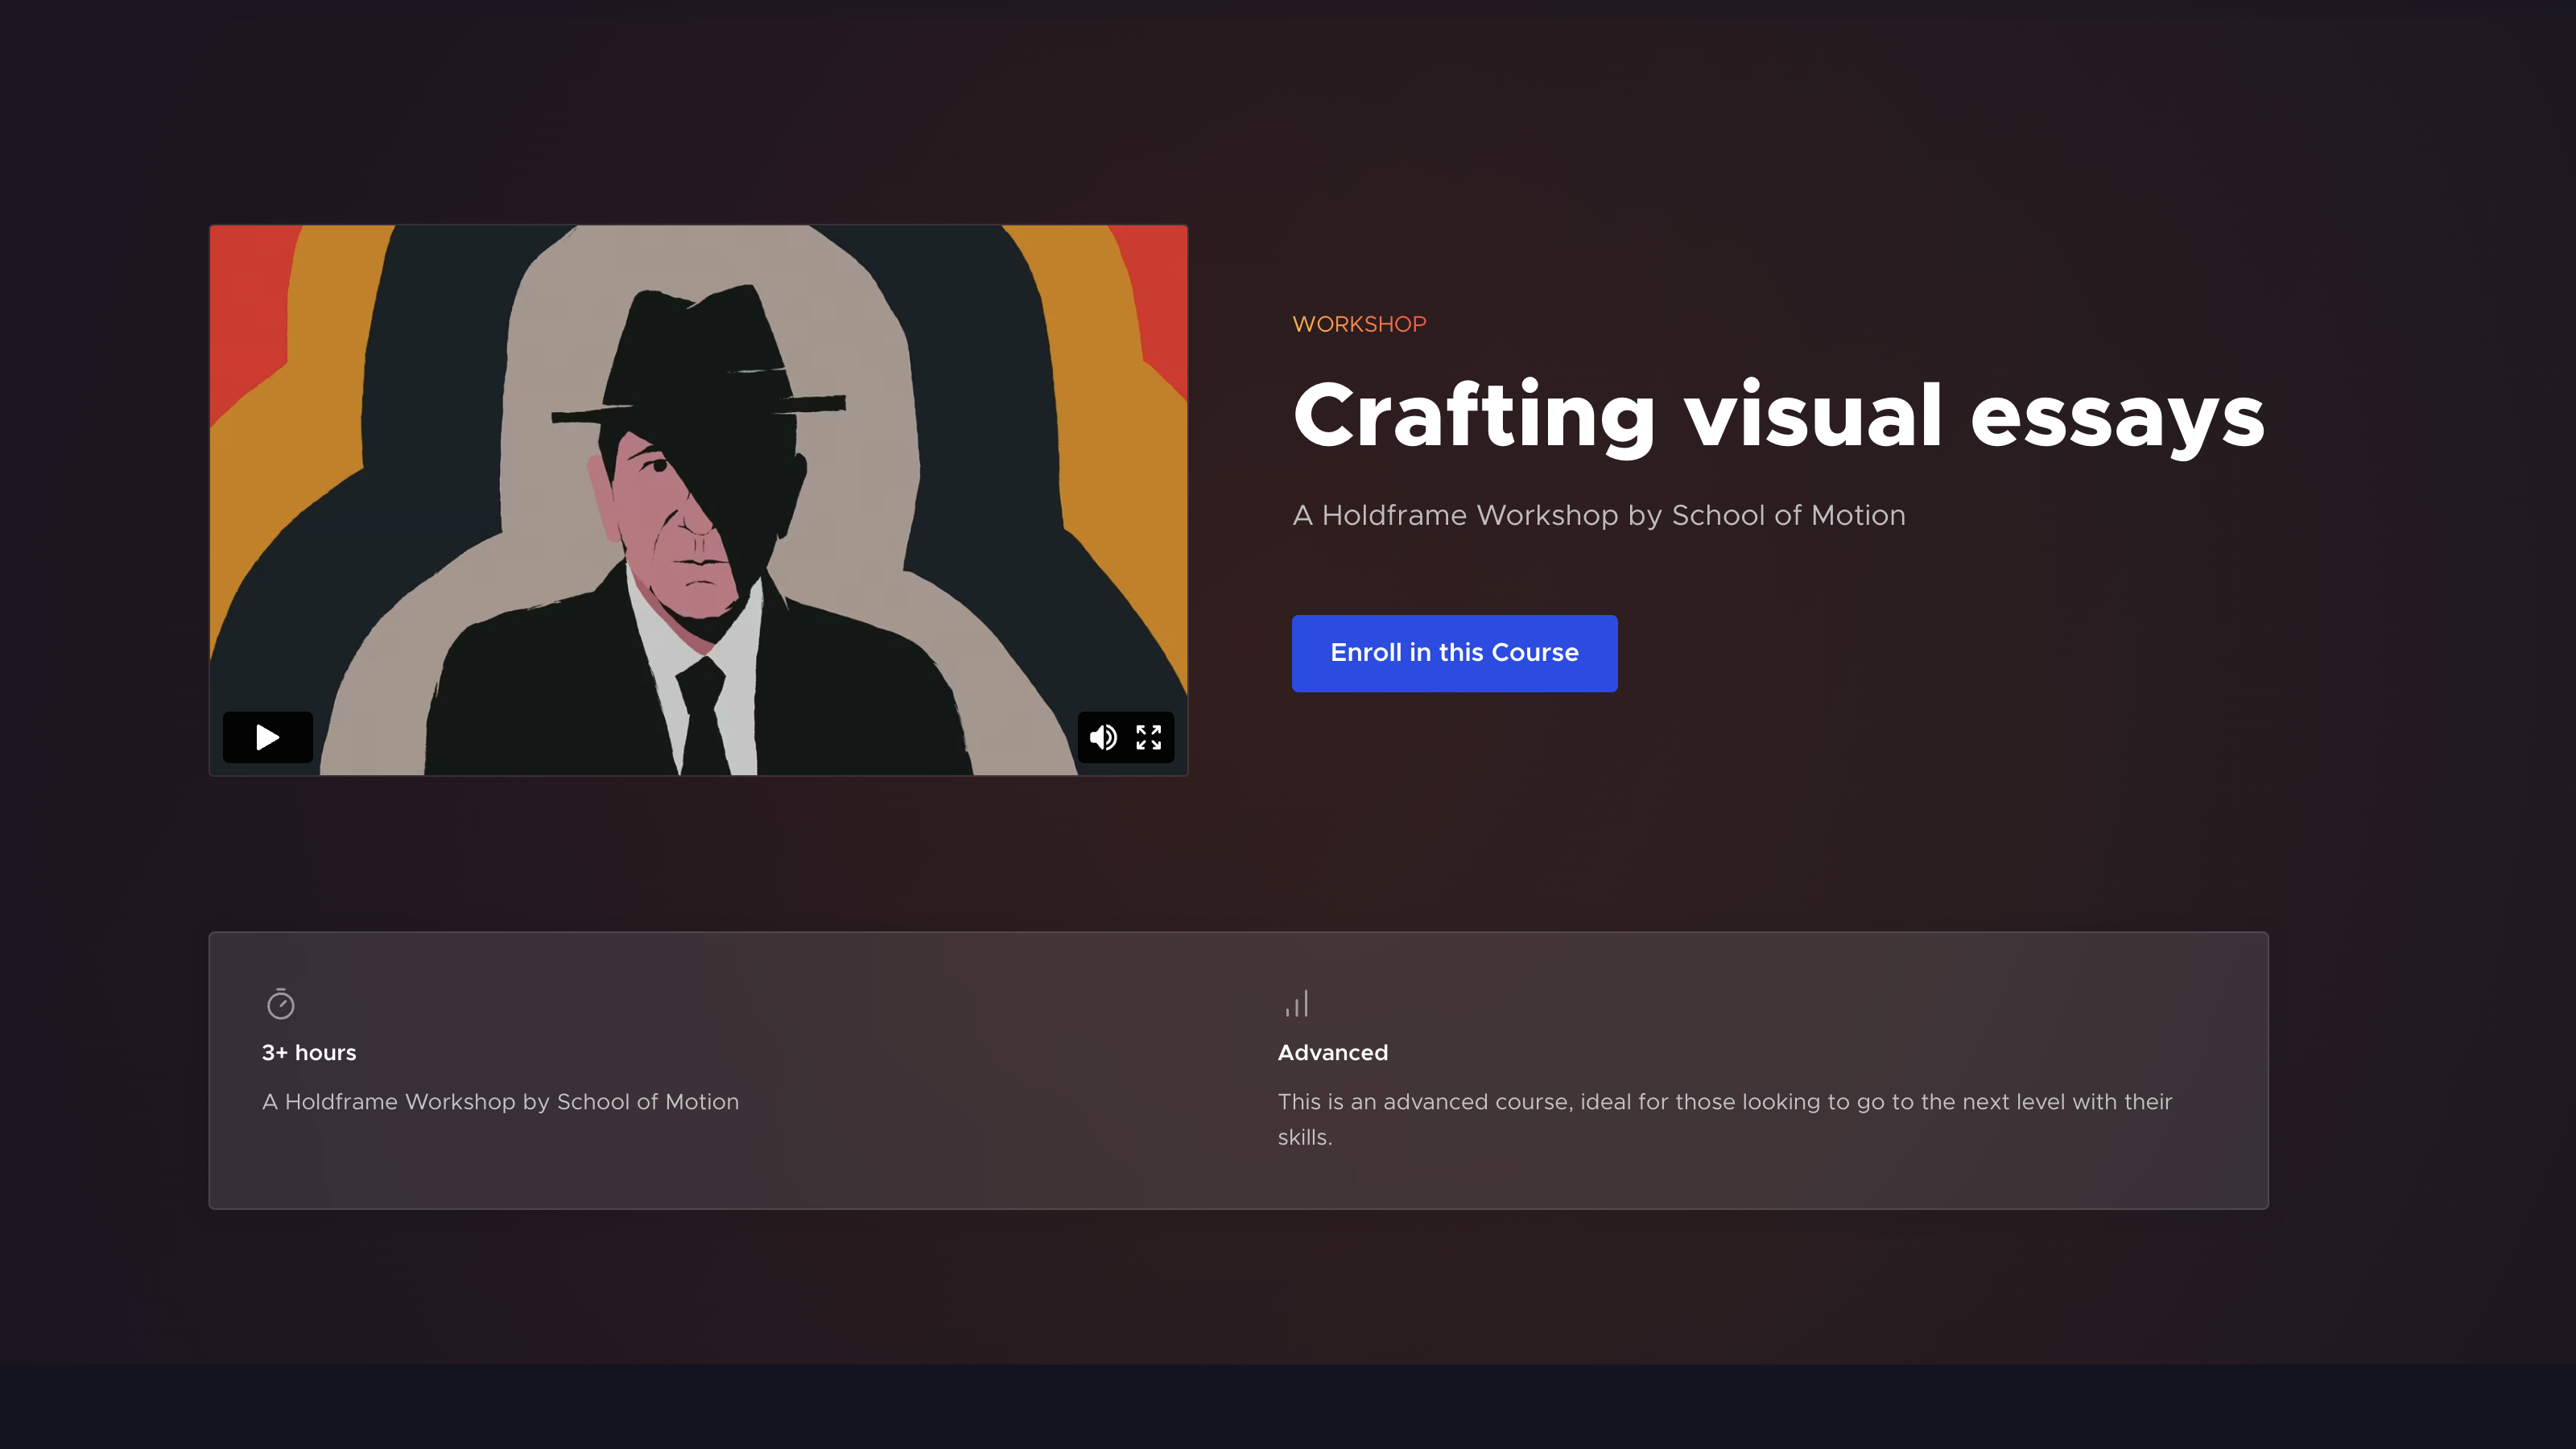 WORKSHOP
Crafting visual essays
A Holdframe Workshop by School of Motion
Enroll in this Course
3+ hours
A Holdframe Workshop by School of Motion
Advanced
This is an advanced course, ideal for those looking to go to the next level with their
skills.